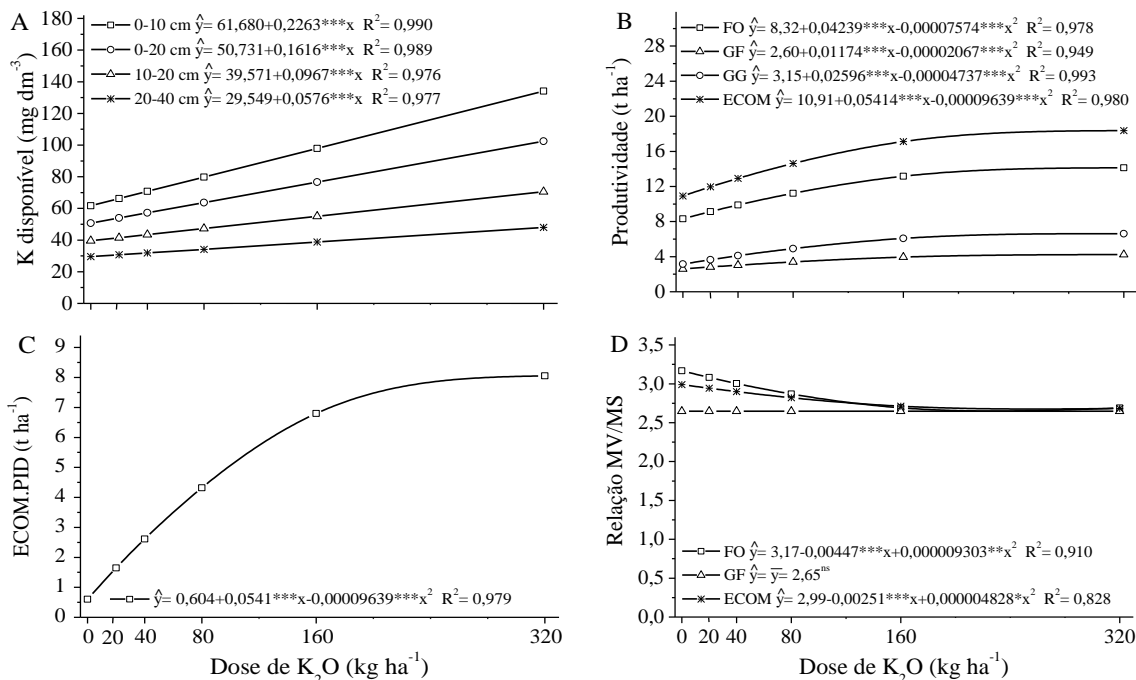 A
180
160
140
120
100
80
60
40
30
0
K disponível (mg dm⁻³)
0-10 cm ŷ= 61,680+0,2263***x R²= 0,990
0-20 cm ŷ= 50,731+0,1616***x R²= 0,989
10-20 cm ŷ= 39,571+0,0967***x R²= 0,976
20-40 cm ŷ= 29,549+0,0576***x R²= 0,977
B
28
24
20
16
12
8
4
0
Produtividade (t ha⁻¹)
FO ŷ= 8,32+0,04239***x-0,00007574***x² R²= 0,978
GF ŷ= 2,60+0,01174***x-0,00002067***x² R²= 0,949
GG ŷ= 3,15+0,02596***x-0,00004737***x² R²= 0,993
ECOM ŷ= 10,91+0,05414***x-0,00009639***x² R²= 0,980
C
9
8
7
6
5
4
3
2
1
0
ECOM.PID (t ha⁻¹)
ŷ= 0,604+0,0541***x-0,00009639***x² R²= 0,979
0 20 40 80 160 320
Dose de K₂O (kg ha⁻¹)
D
3,5
3,0
2,5
2,0
1,5
1,0
0,5
0,0
Relação MV/MS
FO ŷ= 3,17-0,00447***x+0,000009303**x² R²= 0,910
GF ŷ= y̅= 2,65ⁿˢ
ECOM ŷ= 2,99-0,00251***x+0,000004828*x² R²= 0,828
0 20 40 80 160 320
Dose de K₂O (kg ha⁻¹)